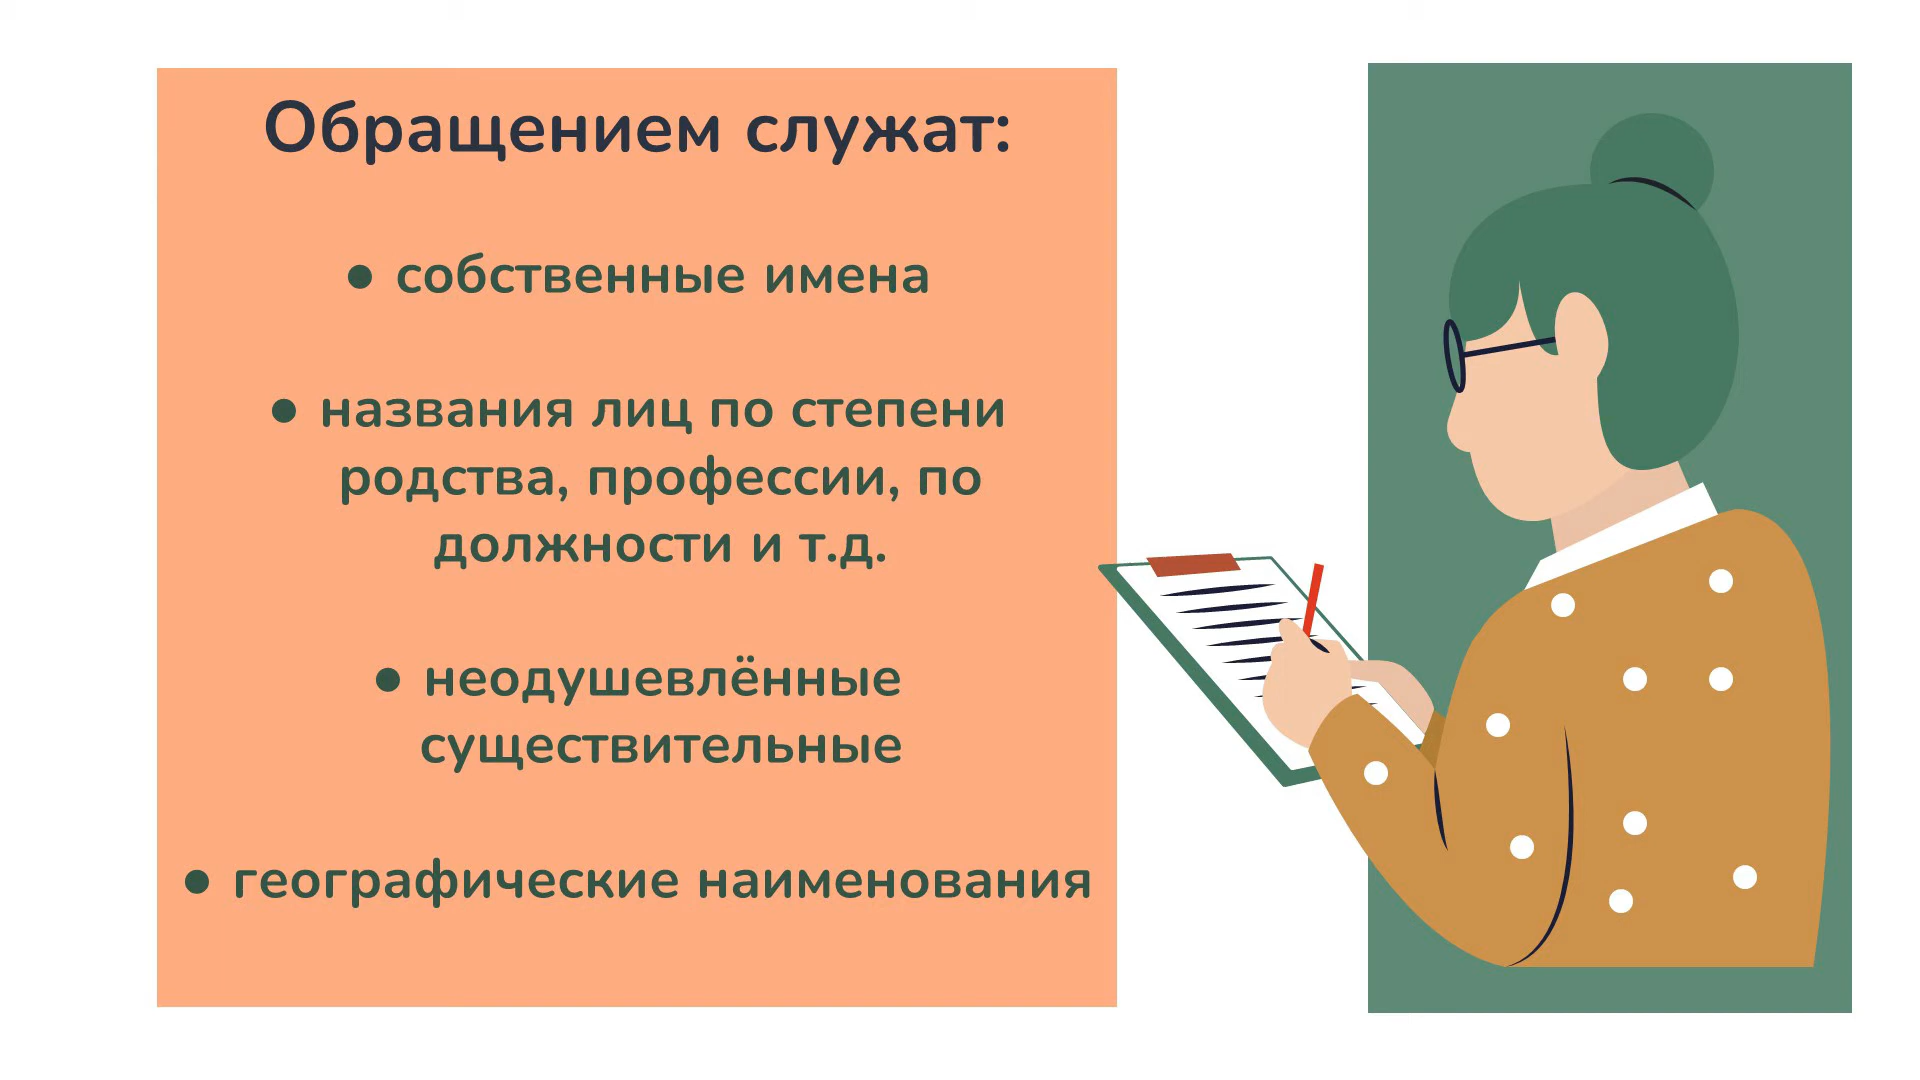 Обращением служат:
● собственные имена
● названия лиц по степени
родства, профессии, по
должности и т.д.
● неодушевлённые
существительные
● географические наименования